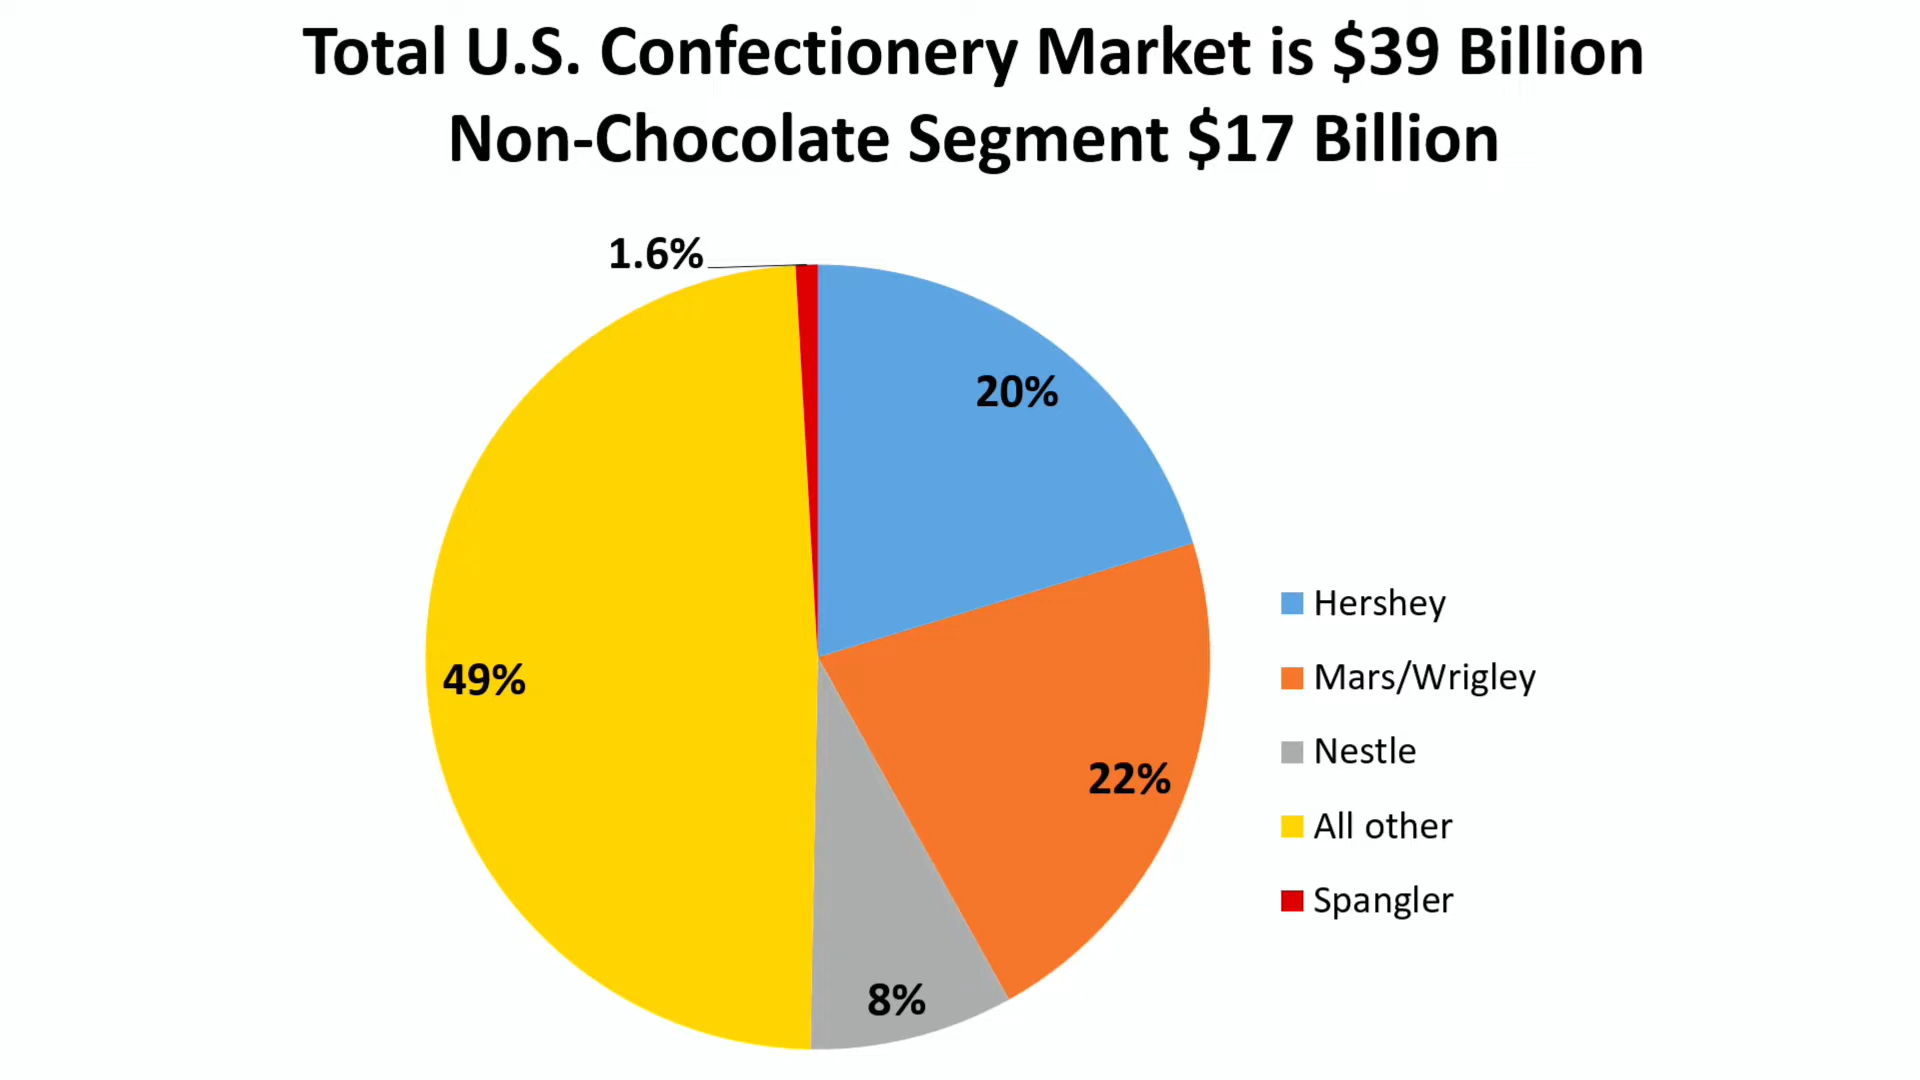 Total U.S. Confectionery Market is $39 Billion
Non-Chocolate Segment $17 Billion
1.6%
20%
49%
22%
8%
Hershey
Mars/Wrigley
Nestle
All other
Spangler